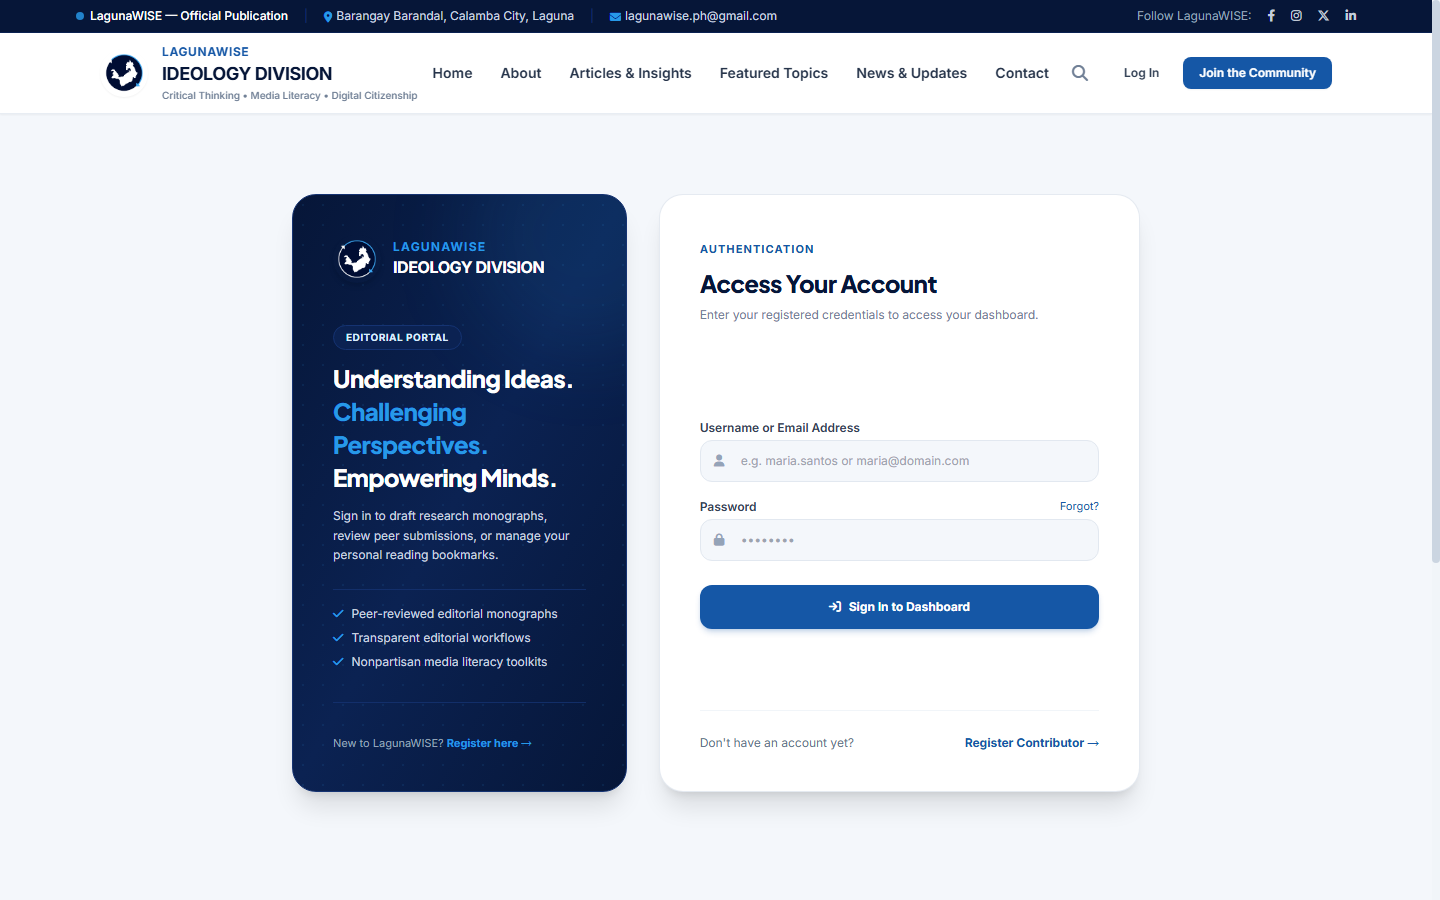 LagunaWISE — Official Publication
Barangay Barandal, Calamba City, Laguna
lagunawise.ph@gmail.com
Follow LagunaWISE:
LAGUNAWISE
IDEOLOGY DIVISION
Critical Thinking • Media Literacy • Digital Citizenship
Home
About
Articles & Insights
Featured Topics
News & Updates
Contact
Log In
Join the Community
LAGUNAWISE
IDEOLOGY DIVISION
EDITORIAL PORTAL
Understanding Ideas.
Challenging
Perspectives.
Empowering Minds.
Sign in to draft research monographs,
review peer submissions, or manage your
personal reading bookmarks.
Peer-reviewed editorial monographs
Transparent editorial workflows
Nonpartisan media literacy toolkits
New to LagunaWISE? Register here →
AUTHENTICATION
Access Your Account
Enter your registered credentials to access your dashboard.
Username or Email Address
e.g. maria.santos or maria@domain.com
Password
Forgot?
••••••••
Sign In to Dashboard
Don't have an account yet?
Register Contributor →